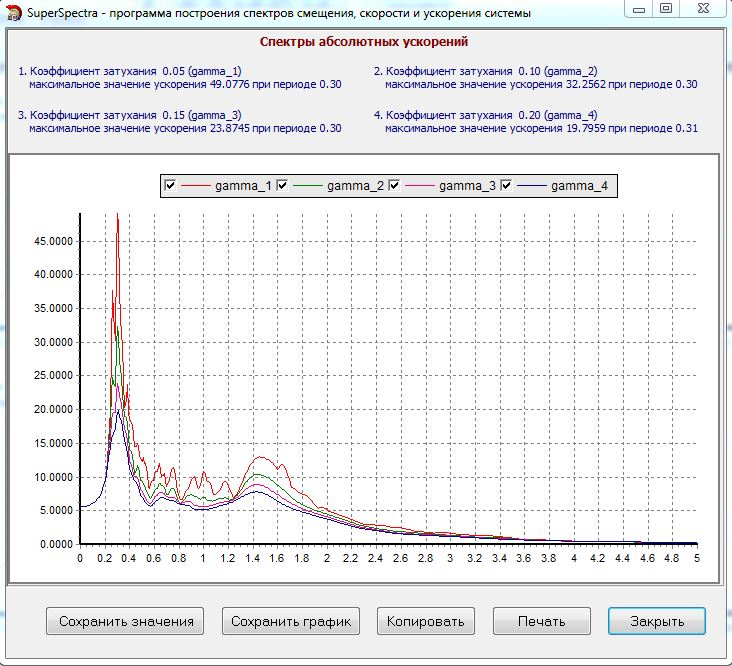 SuperSpectra - программа построения спектров смещения, скорости и ускорения системы
Спектры абсолютных ускорений
1. Коэффициент затухания 0.05 (gamma_1)
максимальное значение ускорения 49.0776 при периоде 0.30
2. Коэффициент затухания 0.10 (gamma_2)
максимальное значение ускорения 32.2562 при периоде 0.30
3. Коэффициент затухания 0.15 (gamma_3)
максимальное значение ускорения 23.8745 при периоде 0.30
4. Коэффициент затухания 0.20 (gamma_4)
максимальное значение ускорения 19.7959 при периоде 0.31
gamma_1 gamma_2 gamma_3 gamma_4
45.0000
40.0000
35.0000
30.0000
25.0000
20.0000
15.0000
10.0000
5.0000
0.0000
0 0.2 0.4 0.6 0.8 1 1.2 1.4 1.6 1.8 2 2.2 2.4 2.6 2.8 3 3.2 3.4 3.6 3.8 4 4.2 4.4 4.6 4.8 5
Сохранить значения Сохранить график Копировать Печать Закрыть